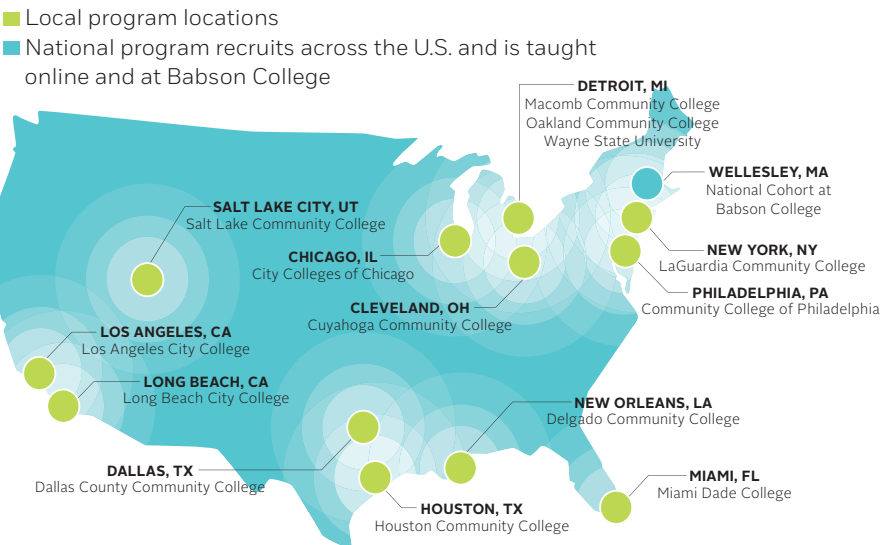 Local program locations
National program recruits across the U.S. and is taught
online and at Babson College
DETROIT, MI
Macomb Community College
Oakland Community College
Wayne State University
WELLESLEY, MA
National Cohort at
Babson College
SALT LAKE CITY, UT
Salt Lake Community College
CHICAGO, IL
City Colleges of Chicago
NEW YORK, NY
LaGuardia Community College
PHILADELPHIA, PA
Community College of Philadelphia
CLEVELAND, OH
Cuyahoga Community College
LOS ANGELES, CA
Los Angeles City College
LONG BEACH, CA
Long Beach City College
NEW ORLEANS, LA
Delgado Community College
DALLAS, TX
Dallas County Community College
MIAMI, FL
Miami Dade College
HOUSTON, TX
Houston Community College